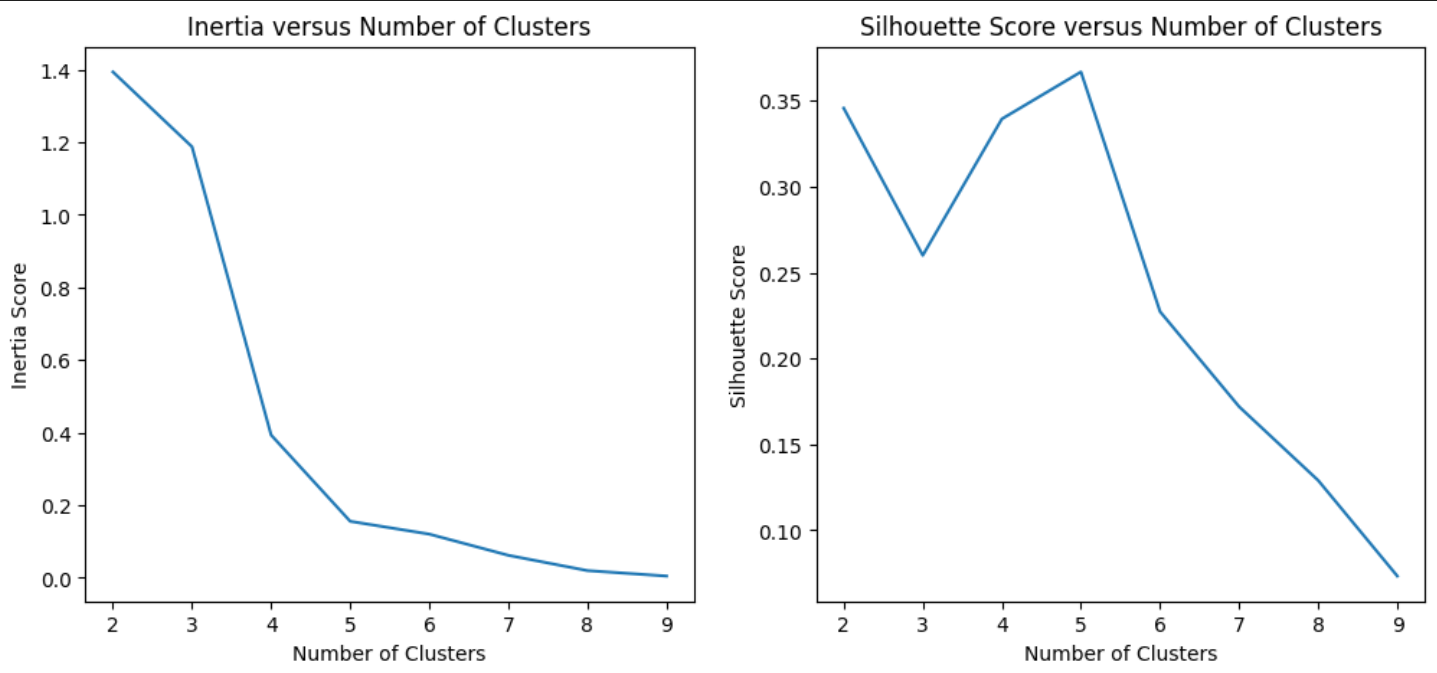 Inertia versus Number of Clusters
Inertia Score
1.4
1.2
1.0
0.8
0.6
0.4
0.2
0.0
2 3 4 5 6 7 8 9
Number of Clusters
Silhouette Score versus Number of Clusters
Silhouette Score
0.35
0.30
0.25
0.20
0.15
0.10
2 3 4 5 6 7 8 9
Number of Clusters